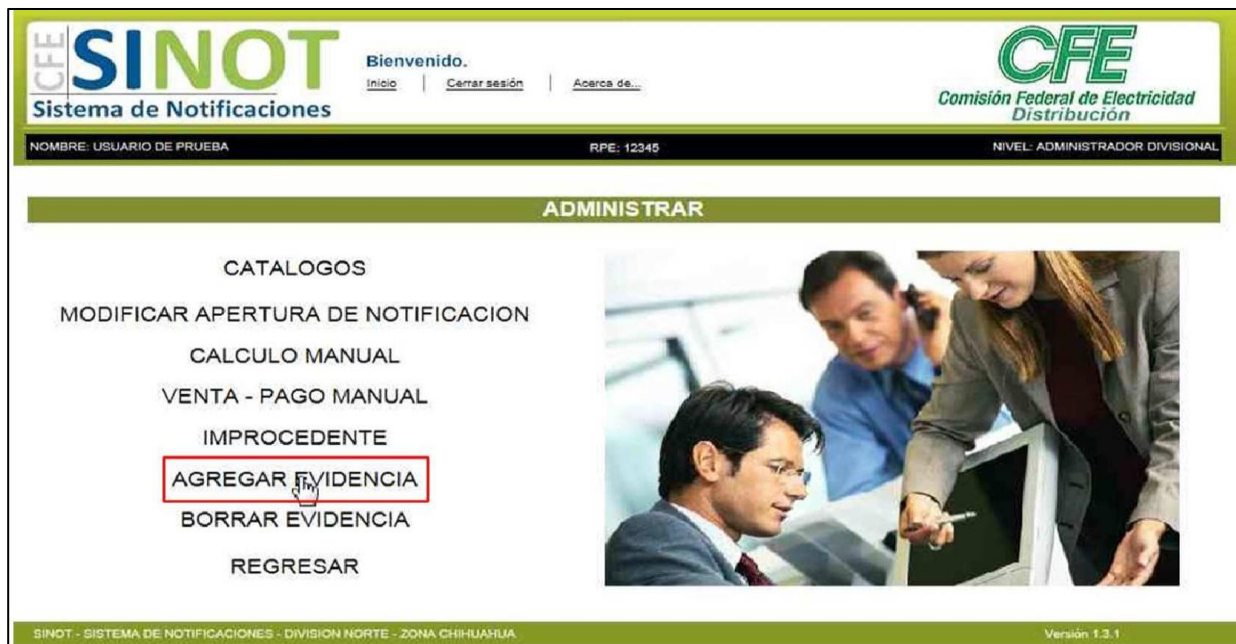 CFE
SINOT
Sistema de Notificaciones
Bienvenido.
Inicio | Cerrar sesión | Acerca de...
CFE
Comisión Federal de Electricidad
Distribución
NOMBRE: USUARIO DE PRUEBA RPE: 12345 NIVEL: ADMINISTRADOR DIVISIONAL
ADMINISTRAR
CATALOGOS
MODIFICAR APERTURA DE NOTIFICACION
CALCULO MANUAL
VENTA - PAGO MANUAL
IMPROCEDENTE
AGREGAR EVIDENCIA
BORRAR EVIDENCIA
REGRESAR
SINOT - SISTEMA DE NOTIFICACIONES - DIVISION NORTE - ZONA CHIHUAHUA Versión 1.3.1